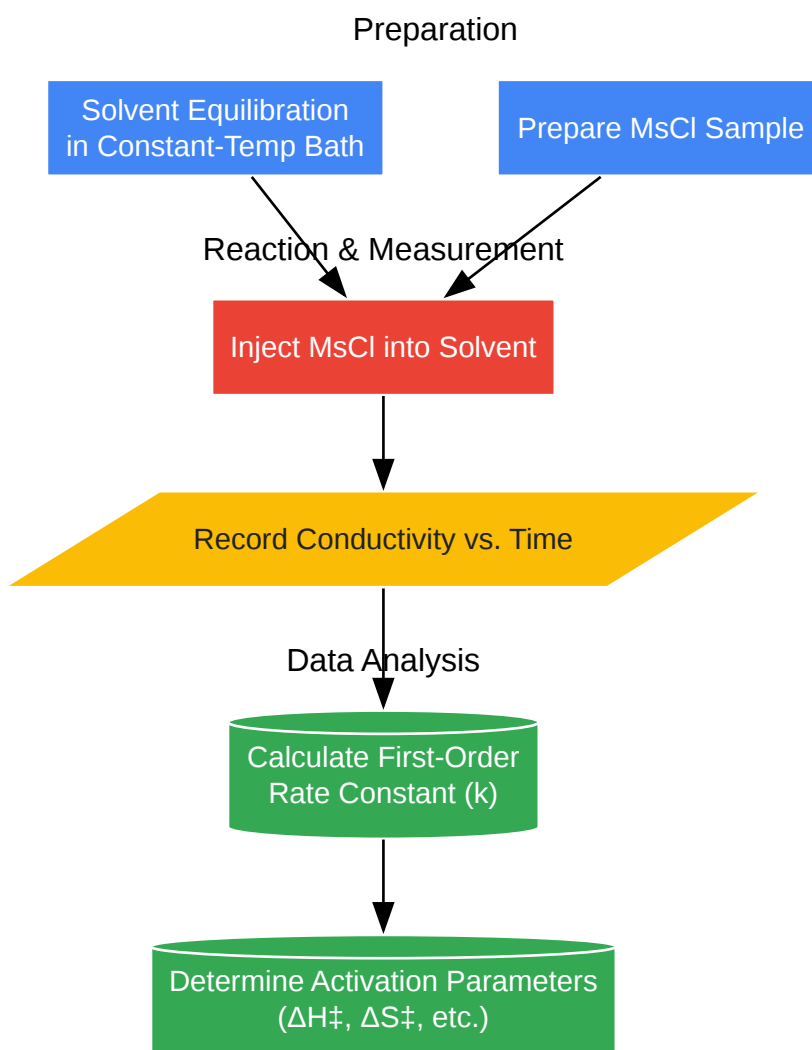 Preparation
Solvent Equilibration
in Constant-Temp Bath
Prepare MsCl Sample
Reaction & Measurement
Inject MsCl into Solvent
Record Conductivity vs. Time
Data Analysis
Calculate First-Order
Rate Constant (k)
Determine Activation Parameters
(ΔH‡, ΔS‡, etc.)